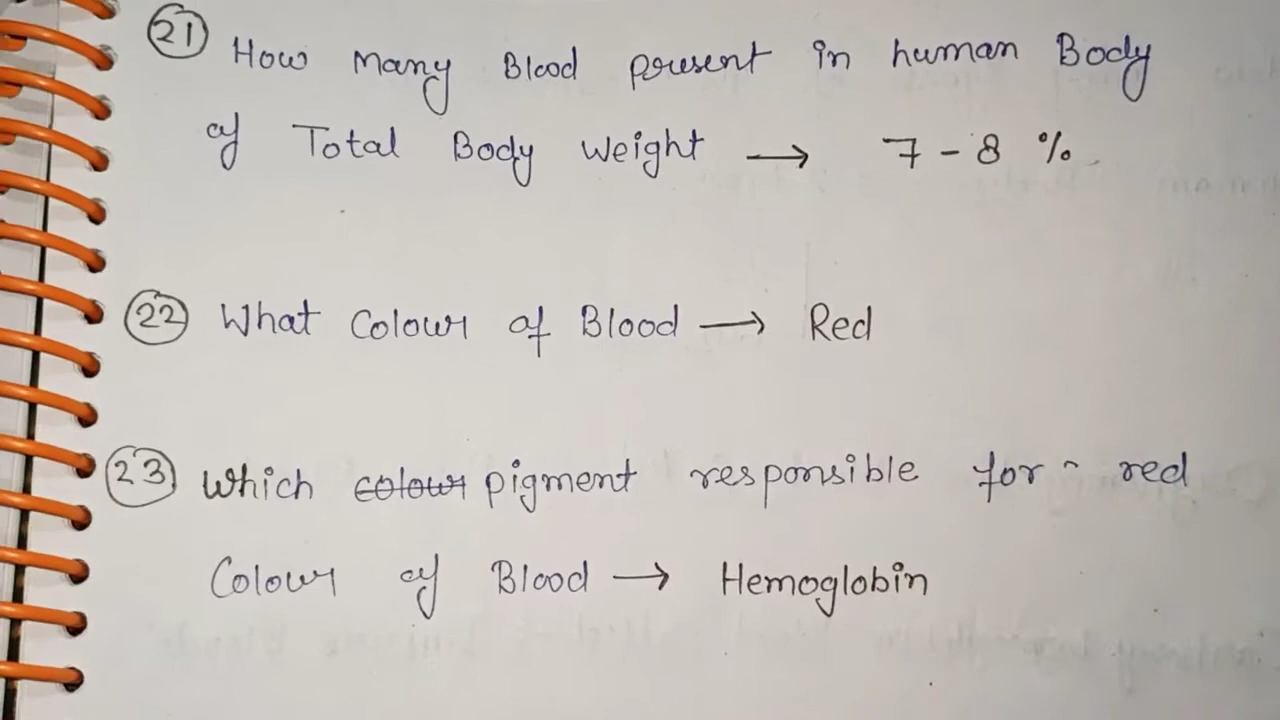 21 How many Blood present in human Body
of Total Body weight → 7-8 %
22 What Colour of Blood → Red
23 Which colour pigment responsible for red
Colour of Blood → Hemoglobin